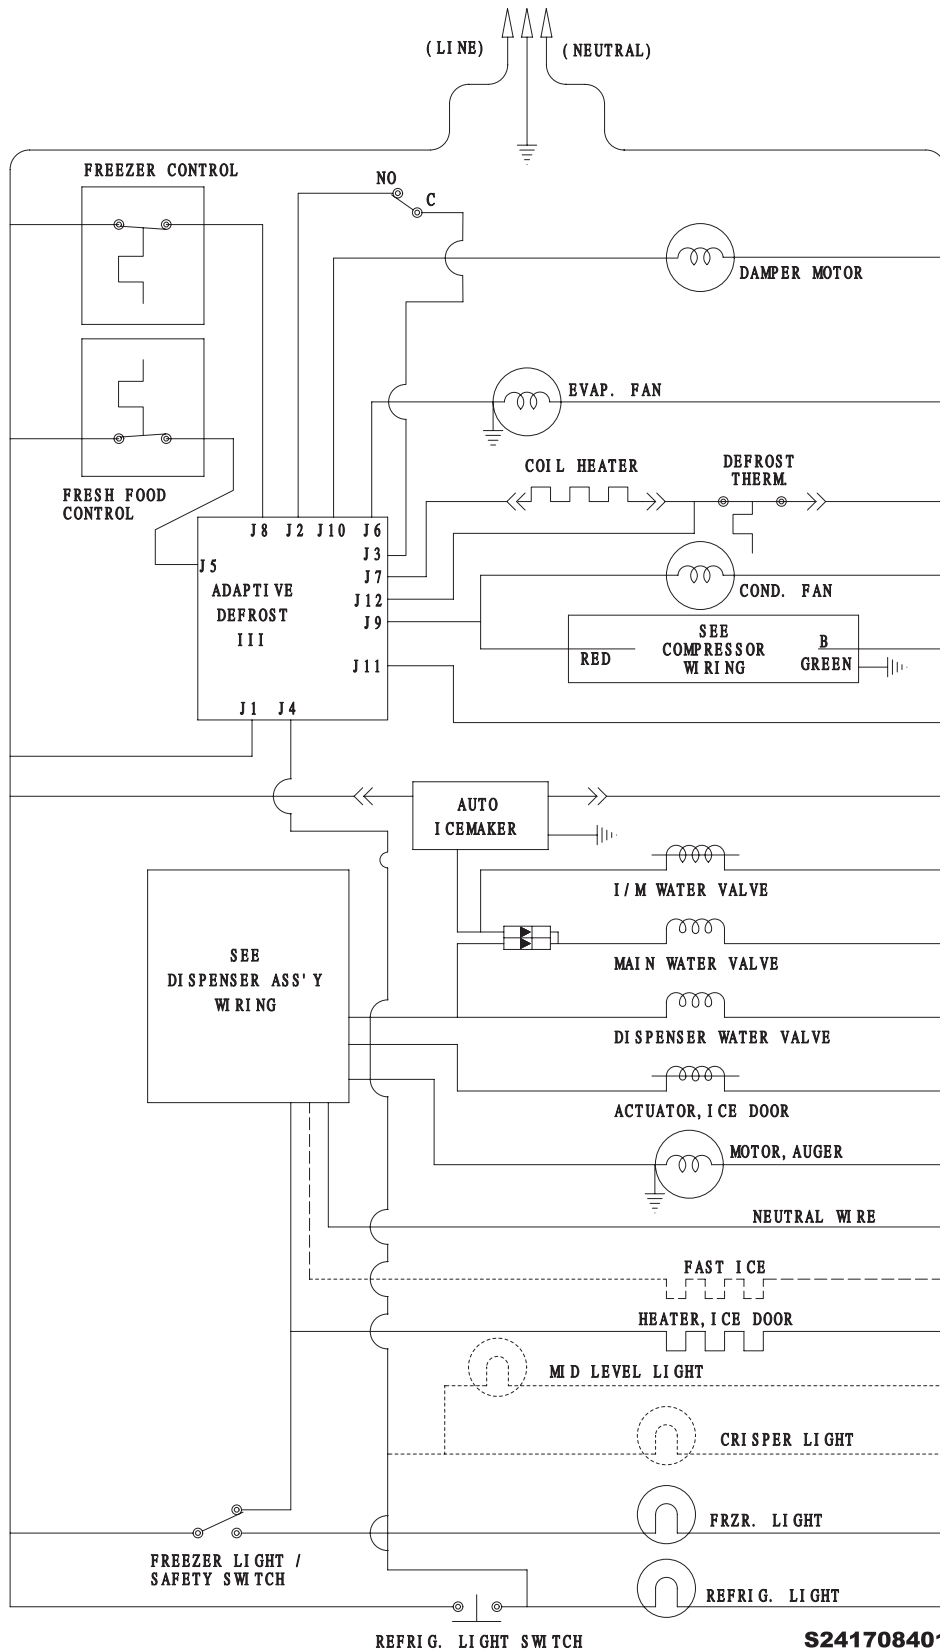 (LINE)
(NEUTRAL)
FREEZER CONTROL
NO
C
DAMPER MOTOR
EVAP. FAN
COIL HEATER
DEFROST
THERM.
FRESH FOOD
CONTROL
J8 J2 J10 J6
J3
J5
J7
ADAPTIVE
DEFROST
III
J12
J9
J11
J1 J4
COND. FAN
SEE
COMPRESSOR
WIRING
RED
B
GREEN
AUTO
ICEMAKER
I/M WATER VALVE
SEE
DISPENSER ASS'Y
WIRING
MAIN WATER VALVE
DISPENSER WATER VALVE
ACTUATOR, ICE DOOR
MOTOR, AUGER
NEUTRAL WIRE
FAST ICE
HEATER, ICE DOOR
MID LEVEL LIGHT
CRISPER LIGHT
FRZR. LIGHT
FREEZER LIGHT /
SAFETY SWITCH
REFRIG. LIGHT
REFRIG. LIGHT SWITCH
S241708401